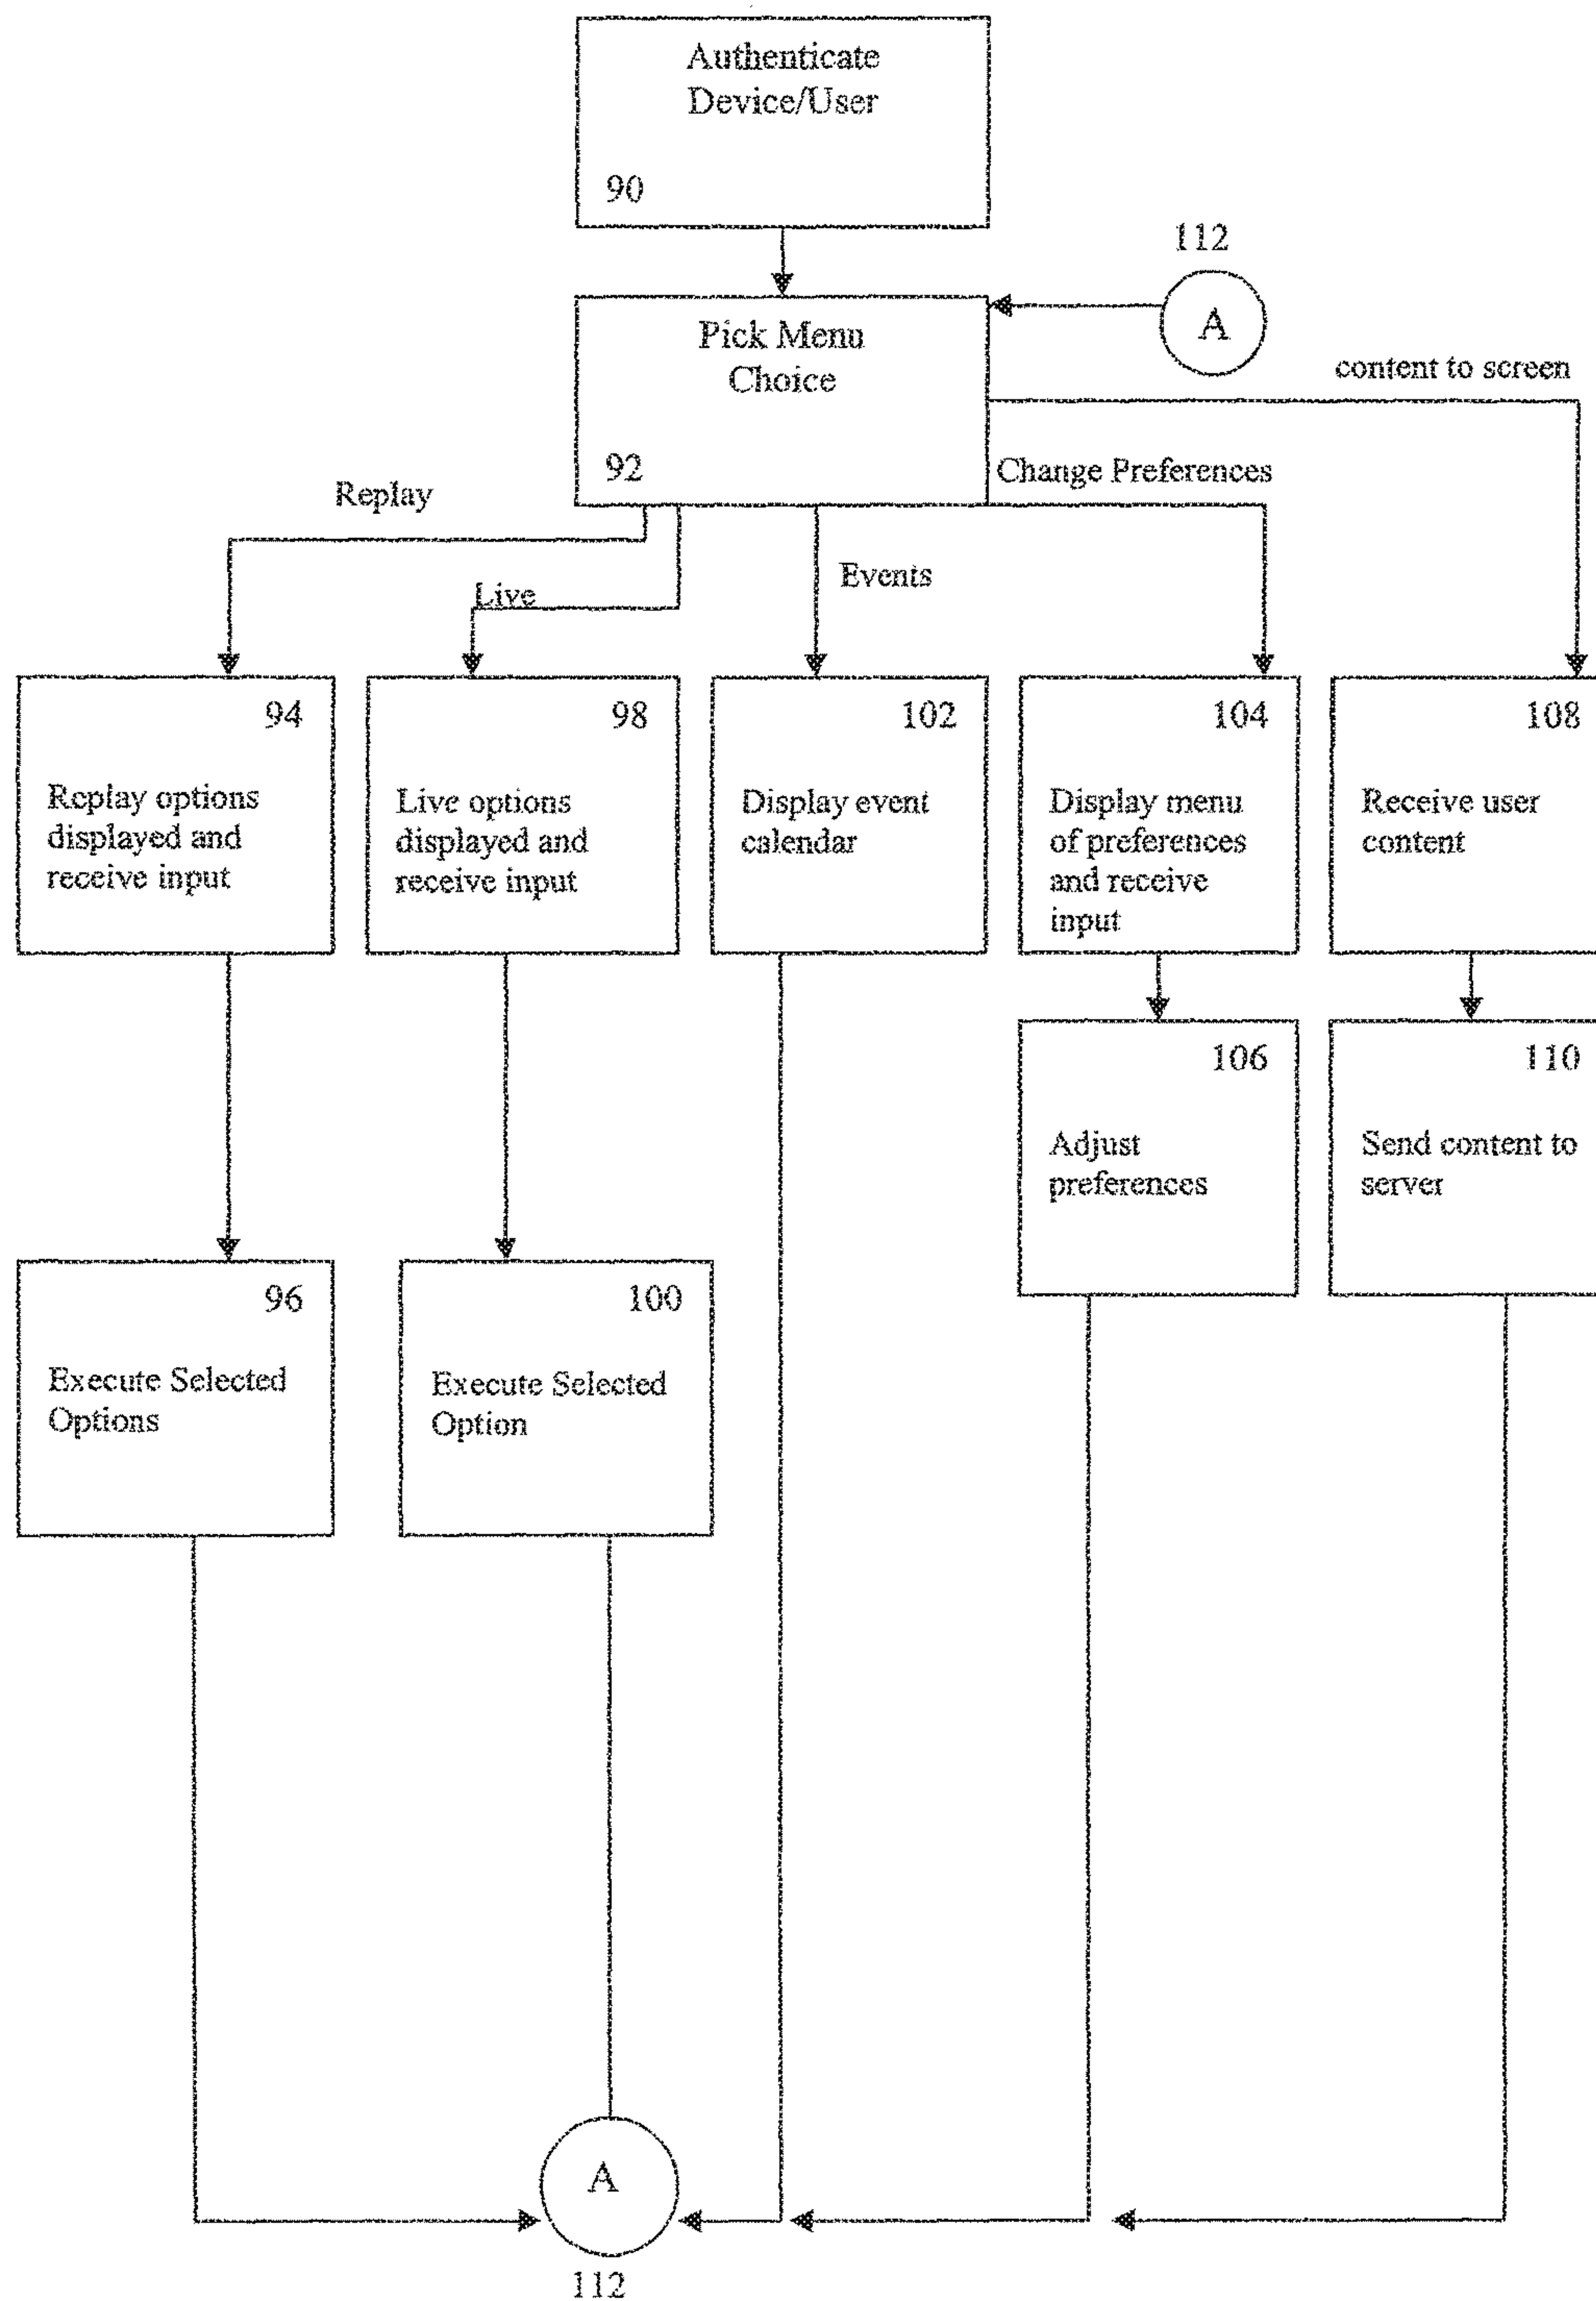 Authenticate
Device/User
90
112
A
Pick Menu
Choice
92
content to screen
Change Preferences
Replay
Live
Events
94
Replay options
displayed and
receive input
98
Live options
displayed and
receive input
102
Display event
calendar
104
Display menu
of preferences
and receive
input
108
Receive user
content
106
Adjust
preferences
110
Send content to
server
96
Execute Selected
Options
100
Execute Selected
Option
A
112